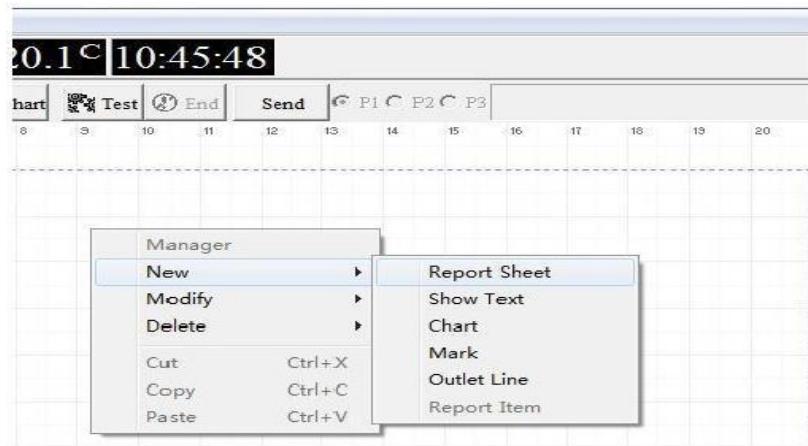 20.1C 10:45:48
hart Test End Send P1 P2 P3
8 9 10 11 12 13 14 15 16 17 18 19 20
Manager
New
Modify
Delete
Cut Ctrl+X
Copy Ctrl+C
Paste Ctrl+V
Report Sheet
Show Text
Chart
Mark
Outlet Line
Report Item